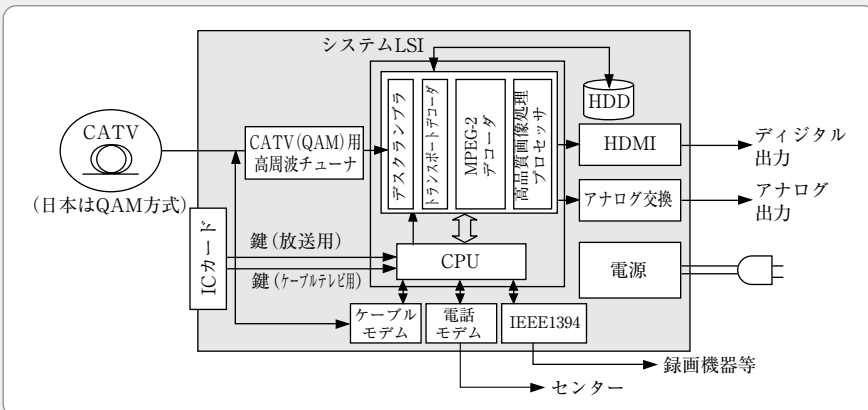 システムLSI
CATV
(日本はQAM方式)
CATV(QAM)用
高周波チューナ
デスクランブラ
トランスポートデコーダ
MPEG-2
デコーダ
高品質画像処理
プロセッサ
HDD
HDMI
ディジタル
出力
アナログ交換
アナログ
出力
ICカード
鍵(放送用)
鍵(ケーブルテレビ用)
CPU
電源
ケーブル
モデム
電話
モデム
IEEE1394
録画機器等
センター